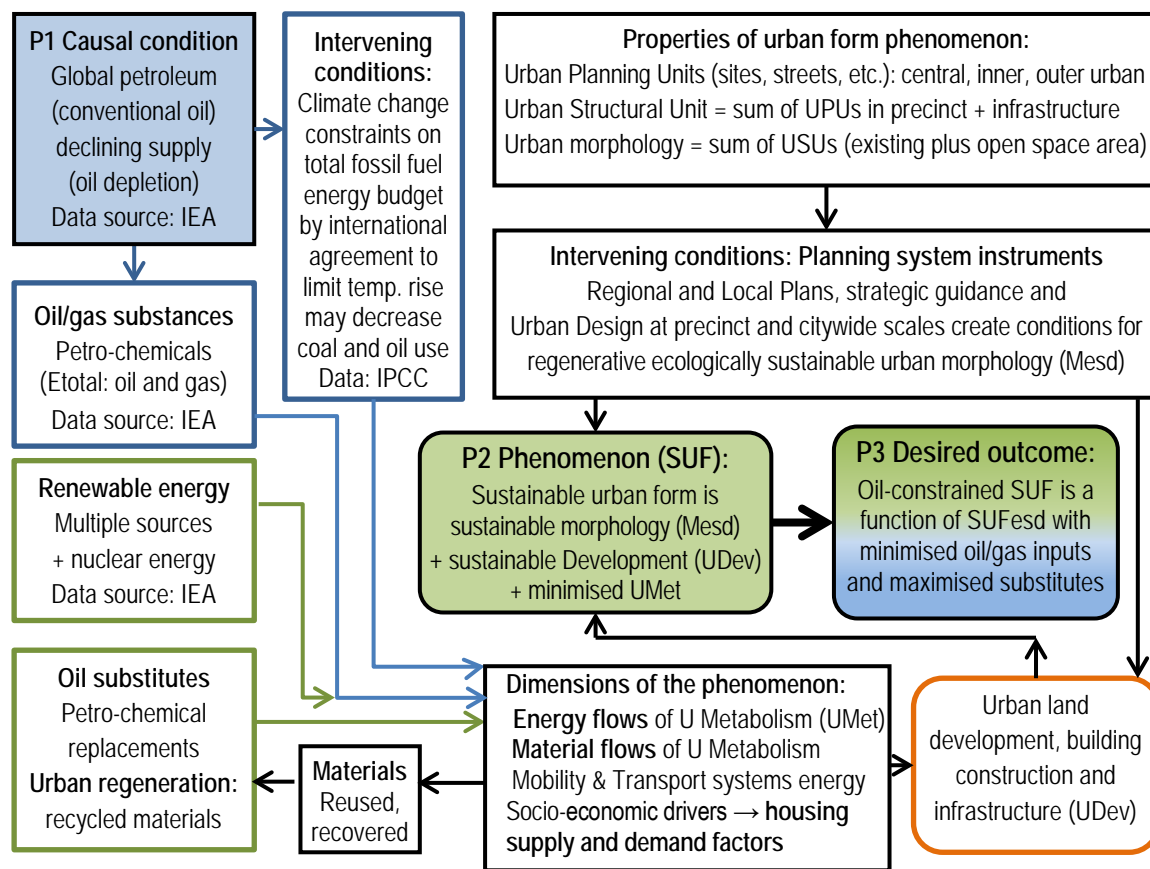 P1 Causal condition
Global petroleum
(conventional oil)
declining supply
(oil depletion)
Data source: IEA
Intervening
conditions:
Climate change
constraints on
total fossil fuel
energy budget
by international
agreement to
limit temp. rise
may decrease
coal and oil use
Data: IPCC
Properties of urban form phenomenon:
Urban Planning Units (sites, streets, etc.): central, inner, outer urban
Urban Structural Unit = sum of UPUs in precinct + infrastructure
Urban morphology = sum of USUs (existing plus open space area)
Intervening conditions: Planning system instruments
Regional and Local Plans, strategic guidance and
Urban Design at precinct and citywide scales create conditions for
regenerative ecologically sustainable urban morphology (Mesd)
Oil/gas substances
Petro-chemicals
(Etotal: oil and gas)
Data source: IEA
P2 Phenomenon (SUF):
Sustainable urban form is
sustainable morphology (Mesd)
+ sustainable Development (UDev)
+ minimised UMet
P3 Desired outcome:
Oil-constrained SUF is a
function of SUFesd with
minimised oil/gas inputs
and maximised substitutes
Renewable energy
Multiple sources
+ nuclear energy
Data source: IEA
Oil substitutes
Petro-chemical
replacements
Urban regeneration:
recycled materials
Materials
Reused,
recovered
Dimensions of the phenomenon:
Energy flows of U Metabolism (UMet)
Material flows of U Metabolism
Mobility & Transport systems energy
Socio-economic drivers → housing
supply and demand factors
Urban land
development, building
construction and
infrastructure (UDev)